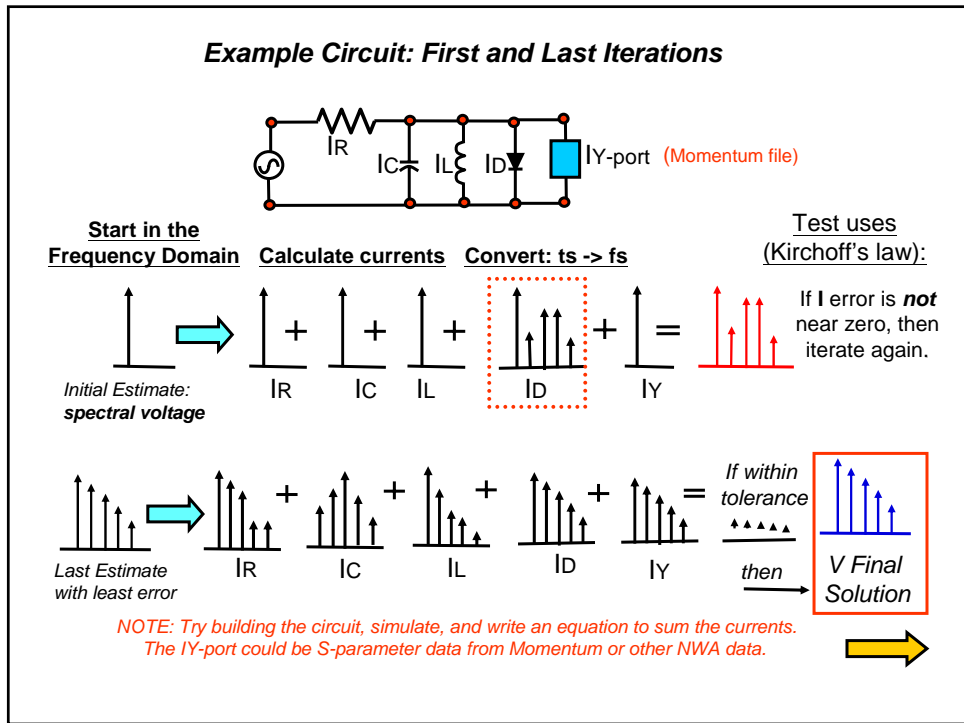 Example Circuit: First and Last Iterations
IR
IC
IL
ID
IY-port (Momentum file)
Start in the
Frequency Domain
Calculate currents
Convert: ts -> fs
Test uses
(Kirchoff's law):
+ + + + =
If I error is not
near zero, then
iterate again.
Initial Estimate:
spectral voltage
IR
IC
IL
ID
IY
+ + + + =
If within
tolerance
Last Estimate
with least error
IR
IC
IL
ID
IY
then
V Final
Solution
NOTE: Try building the circuit, simulate, and write an equation to sum the currents.
The IY-port could be S-parameter data from Momentum or other NWA data.